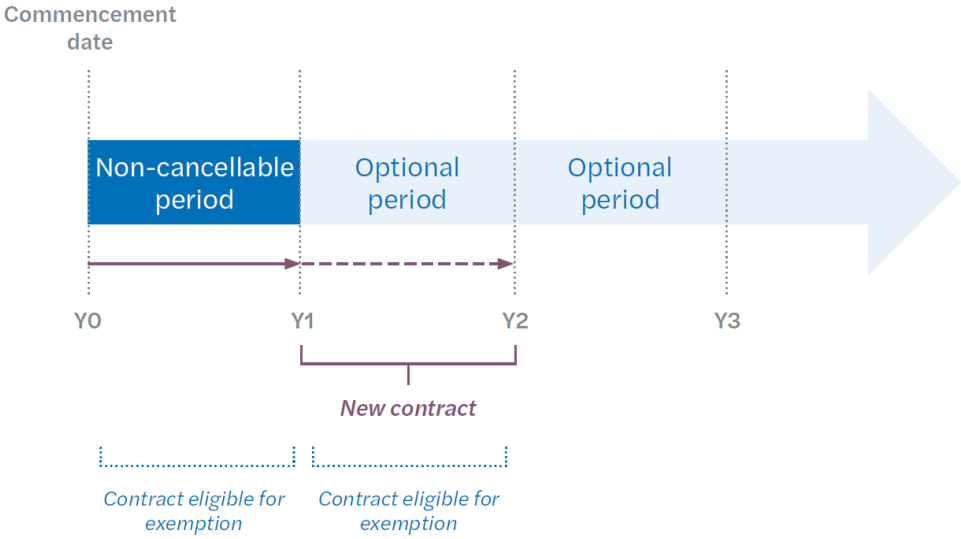 Commencement
date
Non-cancellable
period
Optional
period
Optional
period
Y0
Y1
Y2
Y3
New contract
Contract eligible for
exemption
Contract eligible for
exemption